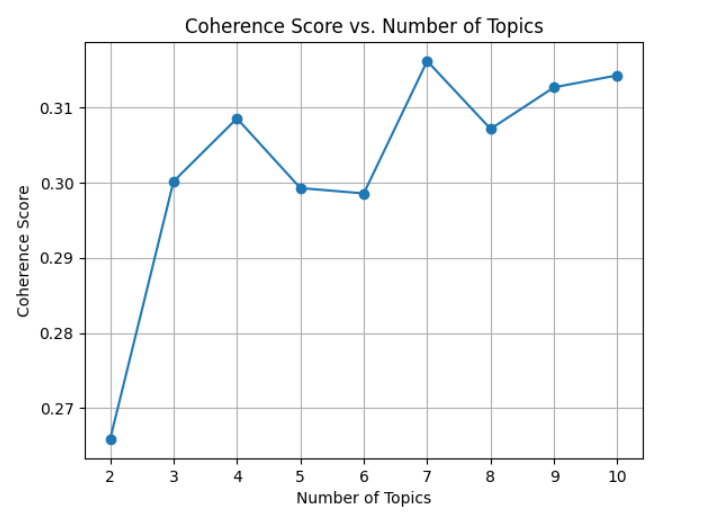 Coherence Score vs. Number of Topics
Coherence Score
0.31
0.30
0.29
0.28
0.27
2 3 4 5 6 7 8 9 10
Number of Topics